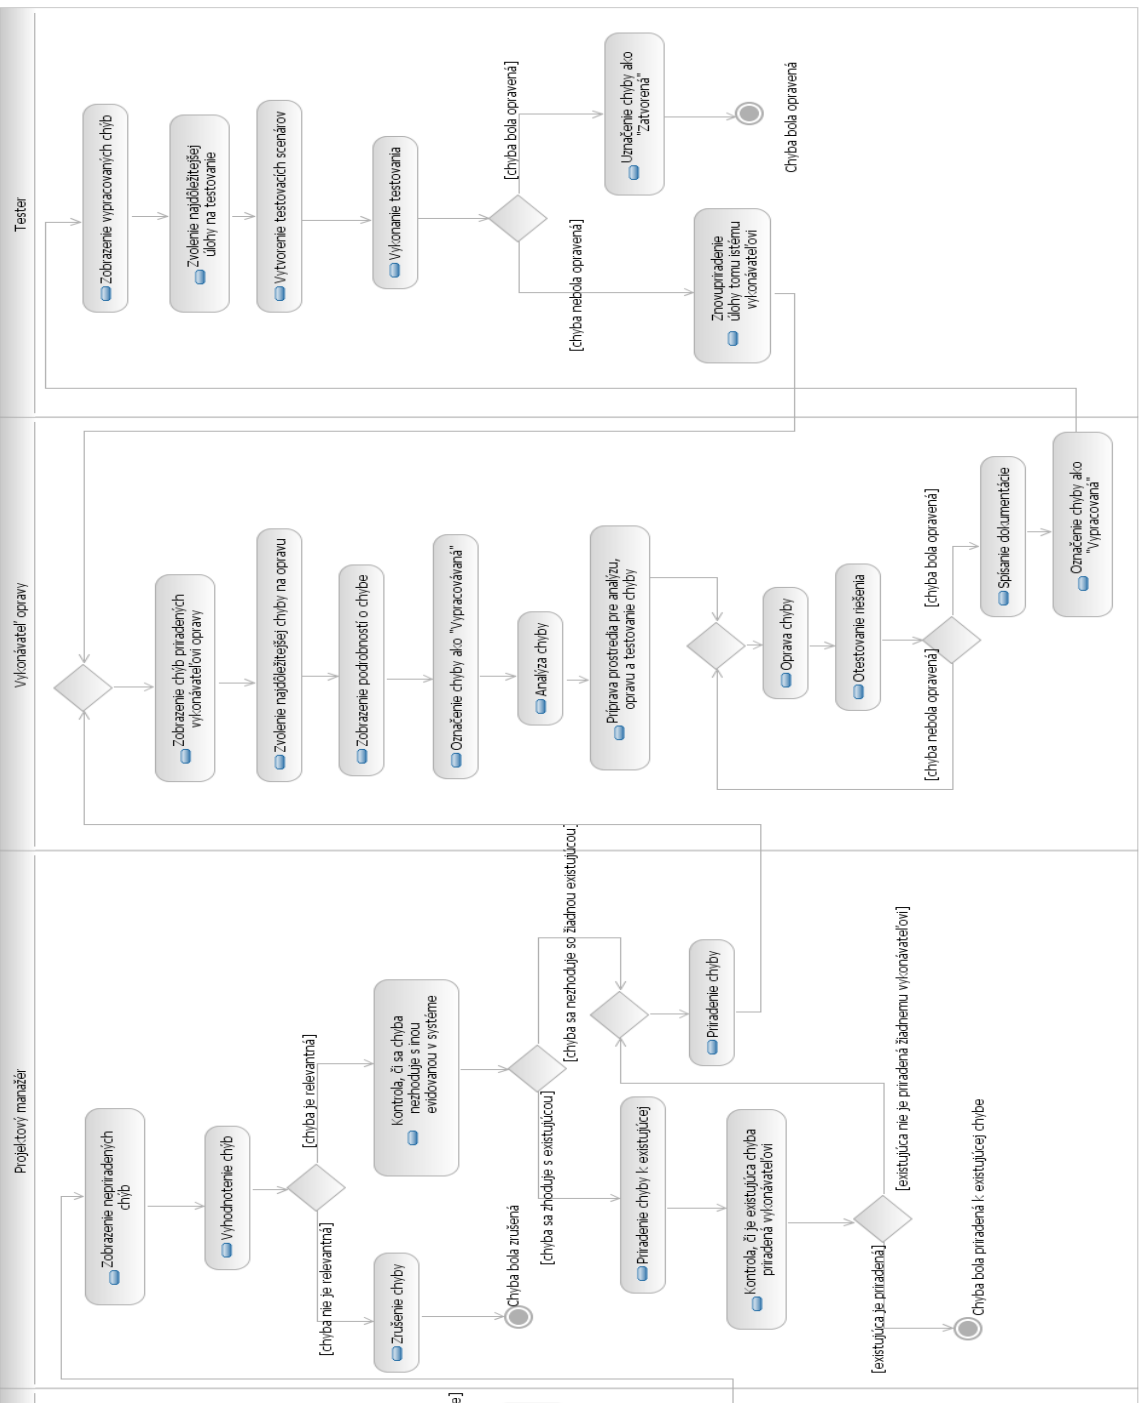 Projektový manažér
Zobrazenie nepriradených
chýb
Vyhodnotenie chýb
[chyba je relevantná]
[chyba nie je relevantná]
Zrušenie chyby
Chyba bola zrušená
Kontrola, či sa chyba
nezhoduje s inou
evidovanou v systéme
[chyba sa nezhoduje so žiadnou existujúcou]
[chyba sa zhoduje s existujúcou]
Priradenie chyby
Priradenie chyby k existujúcej
Kontrola, či je existujúca chyba
priradená vykonávateľovi
[existujúca nie je priradená žiadnemu vykonávateľovi]
[existujúca je priradená]
Chyba bola priradená k existujúcej chybe
Vykonávateľ opravy
Zobrazenie chýb priradených
vykonávateľovi opravy
Zvolenie najdôležitejšej chyby na opravu
Zobrazenie podrobností o chybe
Označenie chyby ako "Vypracovávaná"
Analýza chyby
Príprava prostredia pre analýzu,
opravu a testovanie chyby
Oprava chyby
Otestovanie riešenia
[chyba nebola opravená]
[chyba bola opravená]
Spísanie dokumentácie
Označenie chyby ako
"Vypracovaná"
Tester
Zobrazenie vypracovaných chýb
Zvolenie najdôležitejšej
úlohy na testovanie
Vytvorenie testovacích scenárov
Vykonanie testovania
[chyba bola opravená]
[chyba nebola opravená]
Označenie chyby ako
"Zatvorená"
Chyba bola opravená
Znovupriradenie
úlohy tomu istému
vykonávateľovi
e]